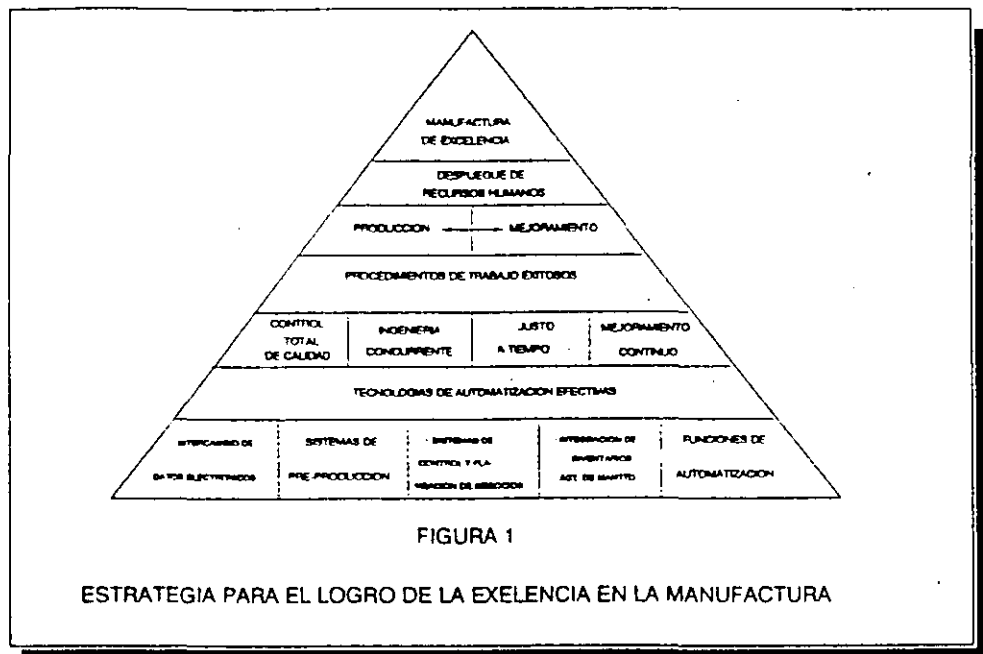 MANUFACTURA
DE EXCELENCIA
DESPLIEGUE DE
RECURSOS HUMANOS
PRODUCCION
MEJORAMIENTO
PROCEDIMIENTOS DE TRABAJO EXITOSOS
CONTROL
TOTAL
DE CALIDAD
INGENIERIA
CONCURRENTE
JUSTO
A TIEMPO
MEJORAMIENTO
CONTINUO
TECNOLOGIAS DE AUTOMATIZACION EFECTIVAS
INTERCAMBIO DE
DATOS ELECTRONICOS
SISTEMAS DE
PRE-PRODUCCION
SISTEMAS DE
CONTROL Y PLA-
NEACION DE NEGOCIOS
INTEGRACION DE
INVENTARIOS
DE MANTTO
FUNCIONES DE
AUTOMATIZACION
FIGURA 1
ESTRATEGIA PARA EL LOGRO DE LA EXELENCIA EN LA MANUFACTURA